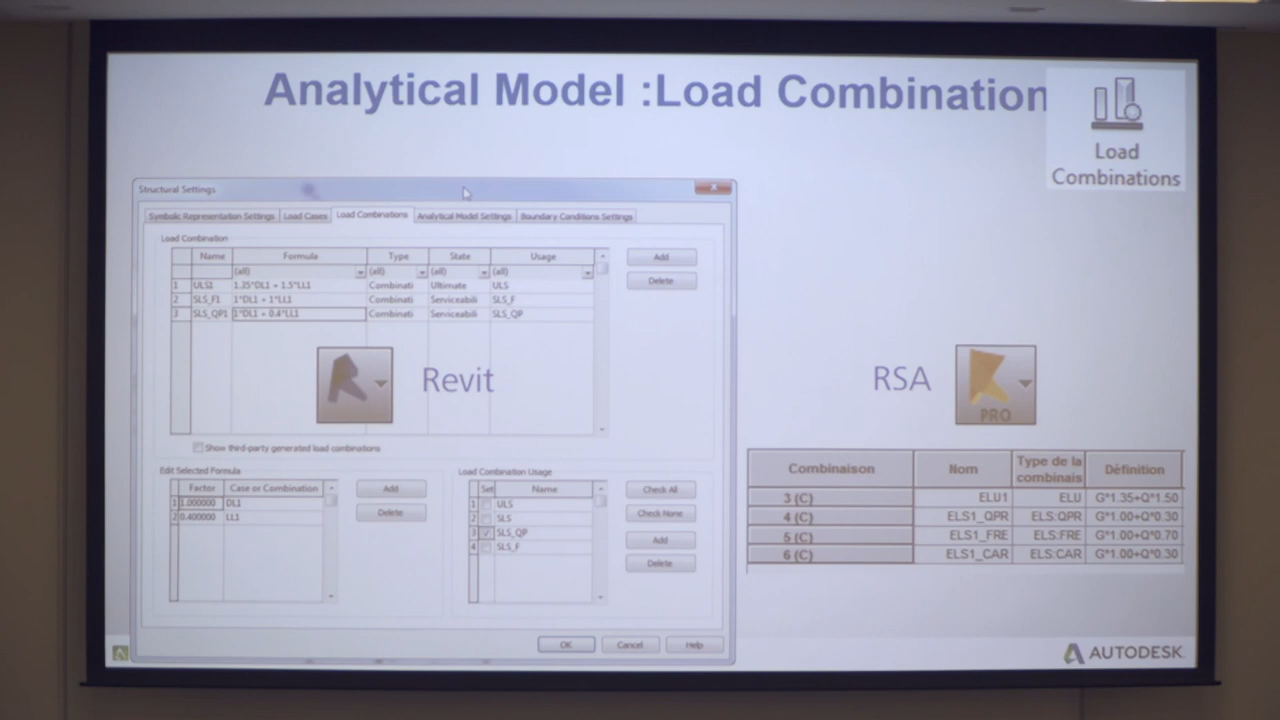 Analytical Model :Load Combination
Load
Combinations
Structural Settings
Symbolic Representation Settings Load Cases Load Combinations Analytical Model Settings Boundary Conditions Settings
Load Combination
Name Formula Type State Usage
(all) (all) (all) (all)
1 ULS1 1.35*DL1 + 1.5*LL1 Combinati Ultimate ULS
2 SLS_F1 1*DL1 + 1*LL1 Combinati Serviceabili SLS_F
3 SLS_QP1 1*DL1 + 0.4*LL1 Combinati Serviceabili SLS_QP
Add
Delete
Revit
Show third-party generated load combinations
Edit Selected Formula
Factor Case or Combination
1 1.000000 DL1
2 0.400000 LL1
Add
Delete
Load Combination Usage
Set Name
1 ULS
2 SLS
3 SLS_QP
4 SLS_F
Check All
Check None
Add
Delete
OK Cancel Help
RSA
PRO
Combinaison Nom Type de la combinais Définition
3 (C) ELU1 ELU G*1.35+Q*1.50
4 (C) ELS1_QPR ELS:QPR G*1.00+Q*0.30
5 (C) ELS1_FRE ELS:FRE G*1.00+Q*0.70
6 (C) ELS1_CAR ELS:CAR G*1.00+Q*0.30
AUTODESK